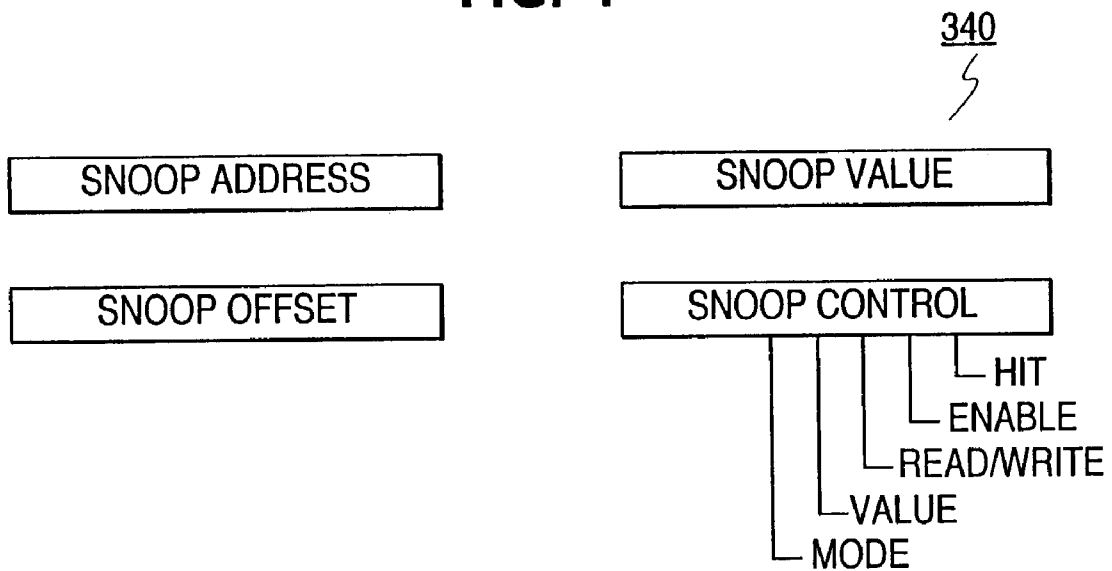 340
SNOOP ADDRESS
SNOOP VALUE
SNOOP OFFSET
SNOOP CONTROL
HIT
ENABLE
READ/WRITE
VALUE
MODE